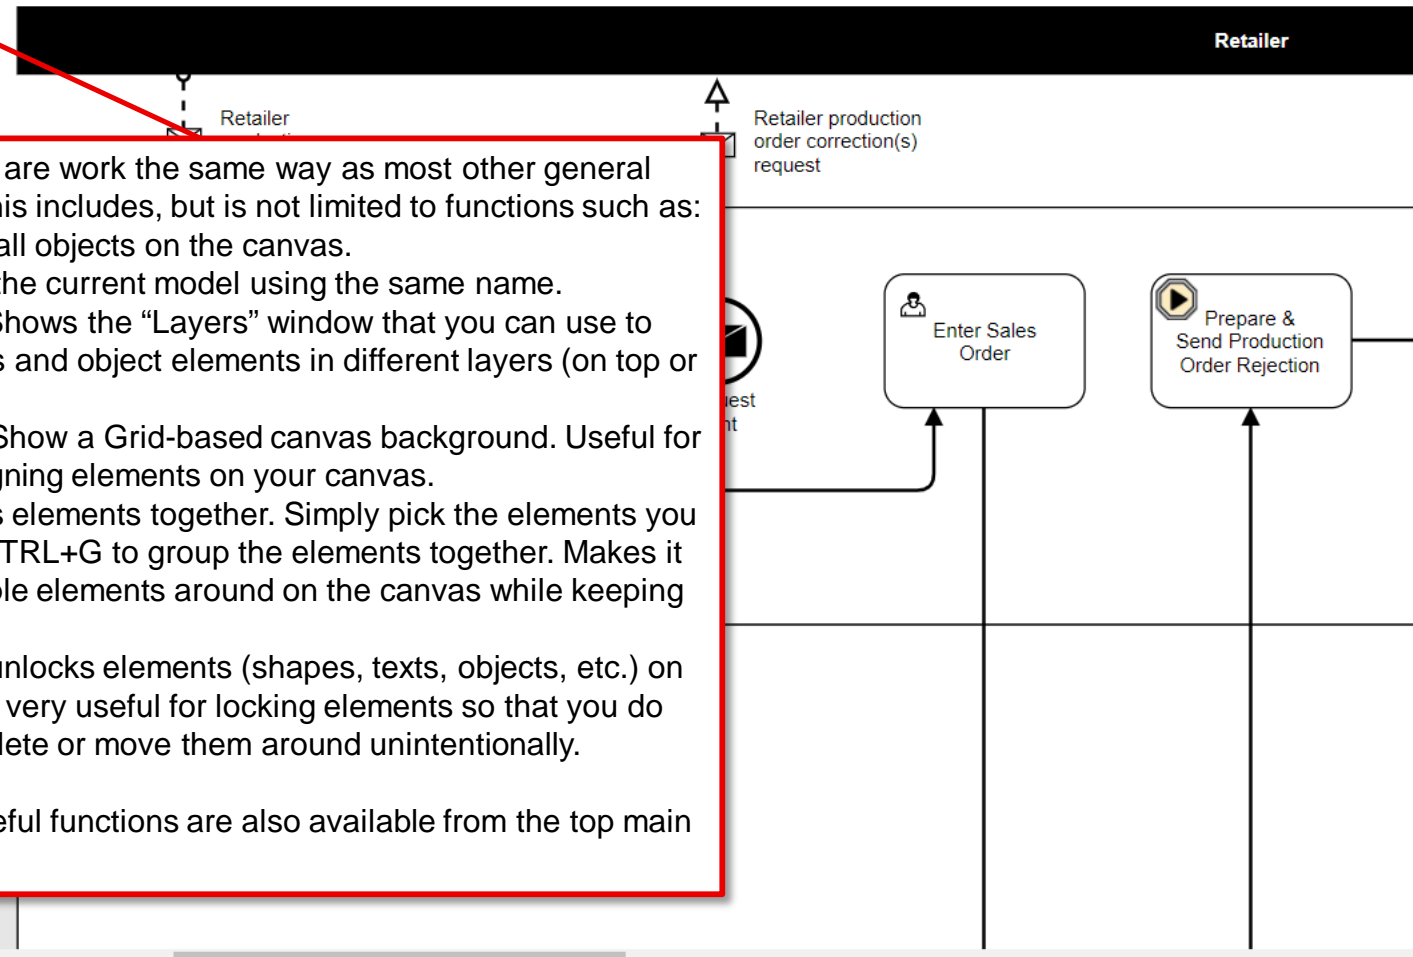 Retailer
Retailer
Retailer production
order correction(s)
request
are work the same way as most other general
his includes, but is not limited to functions such as:
all objects on the canvas.
the current model using the same name.
Shows the “Layers” window that you can use to
s and object elements in different layers (on top or
Show a Grid-based canvas background. Useful for
gning elements on your canvas.
s elements together. Simply pick the elements you
CTRL+G to group the elements together. Makes it
ple elements around on the canvas while keeping
unlocks elements (shapes, texts, objects, etc.) on
very useful for locking elements so that you do
lete or move them around unintentionally.
eful functions are also available from the top main
Enter Sales
Order
Prepare &
Send Production
Order Rejection